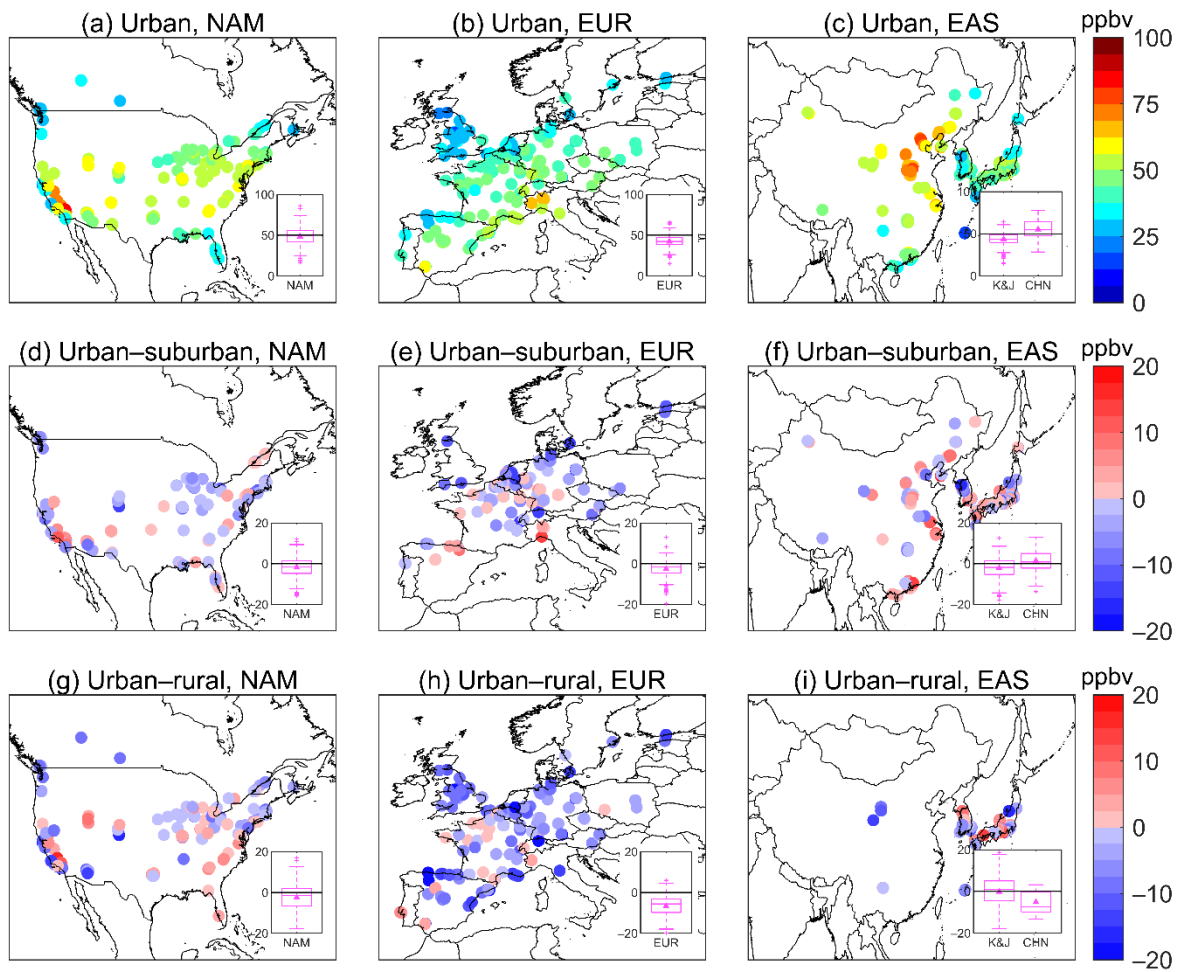 (a) Urban, NAM
(b) Urban, EUR
(c) Urban, EAS
ppbv
100
75
50
25
0
100
50
0
NAM
100
50
0
EUR
100
0
K&J CHN
(d) Urban–suburban, NAM
(e) Urban–suburban, EUR
(f) Urban–suburban, EAS
ppbv
20
10
0
–10
–20
20
0
–20
NAM
20
0
–20
EUR
20
0
–20
K&J CHN
(g) Urban–rural, NAM
(h) Urban–rural, EUR
(i) Urban–rural, EAS
ppbv
20
10
0
–10
–20
20
0
–20
NAM
20
0
–20
EUR
20
0
–20
K&J CHN